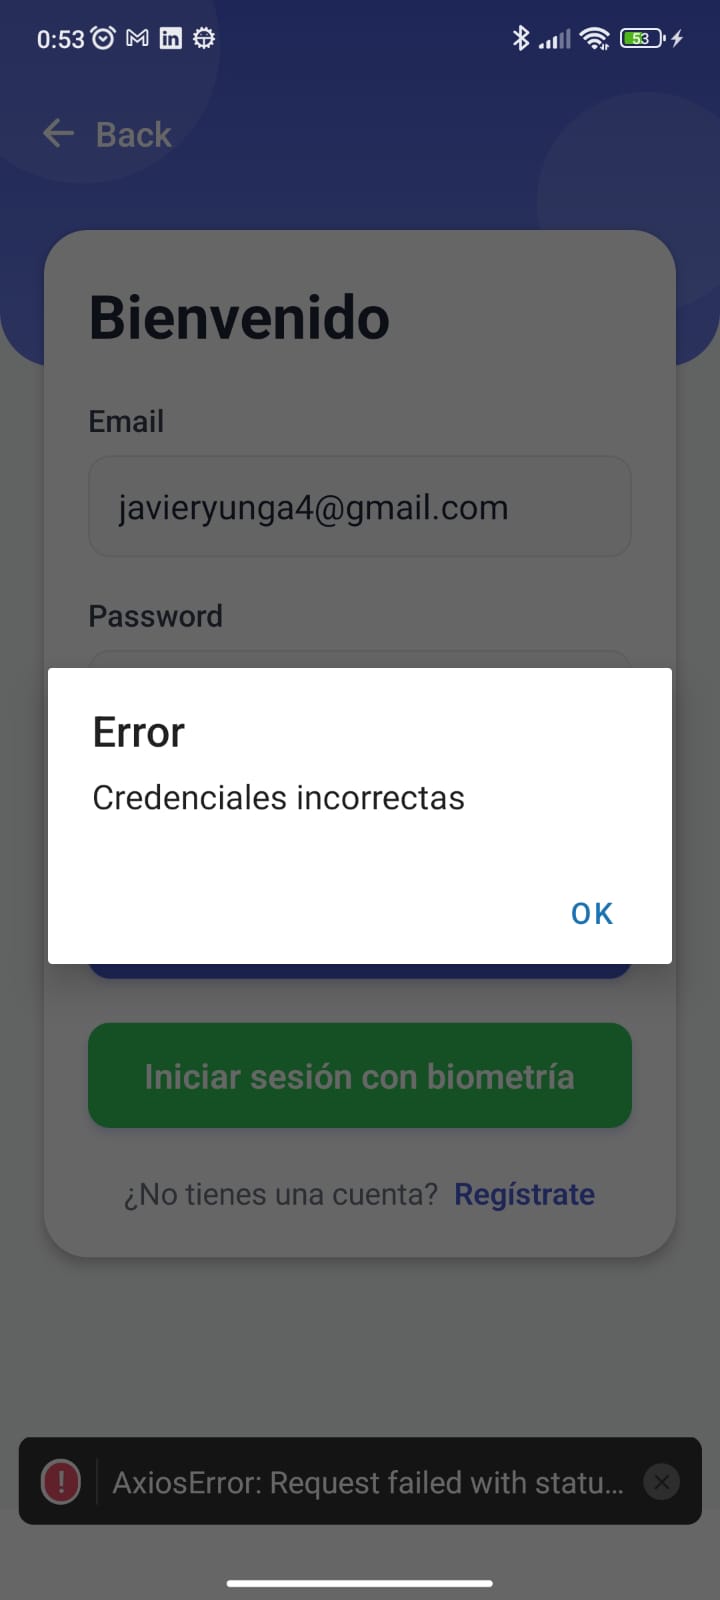 0:53
53
Back
Bienvenido
Email
javieryunga4@gmail.com
Password
Error
Credenciales incorrectas
OK
Iniciar sesión con biometría
¿No tienes una cuenta? Regístrate
AxiosError: Request failed with statu...